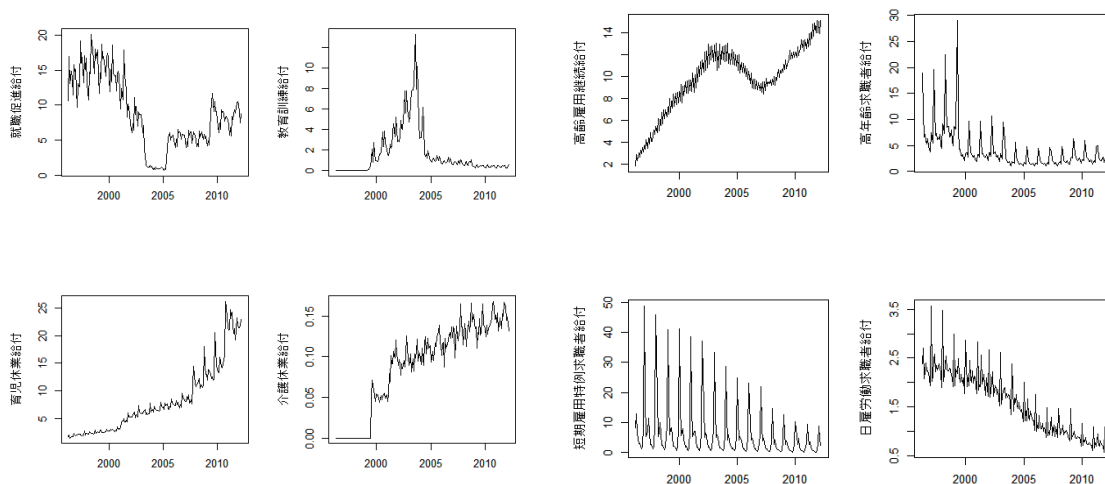 就職促進給付
0 5 10 15 20
2000 2005 2010
教育訓練給付
0 2 4 6 8 10
2000 2005 2010
高齢雇用継続給付
2 4 6 8 10 12 14
2000 2005 2010
高年齢求職者給付
0 5 10 15 20 25 30
2000 2005 2010
育児休業給付
5 10 15 20 25
2000 2005 2010
介護休業給付
0.00 0.05 0.10 0.15
2000 2005 2010
短期雇用特例求職者給付
0 10 20 30 40 50
2000 2005 2010
日雇労働求職者給付
0.5 1.5 2.5 3.5
2000 2005 2010